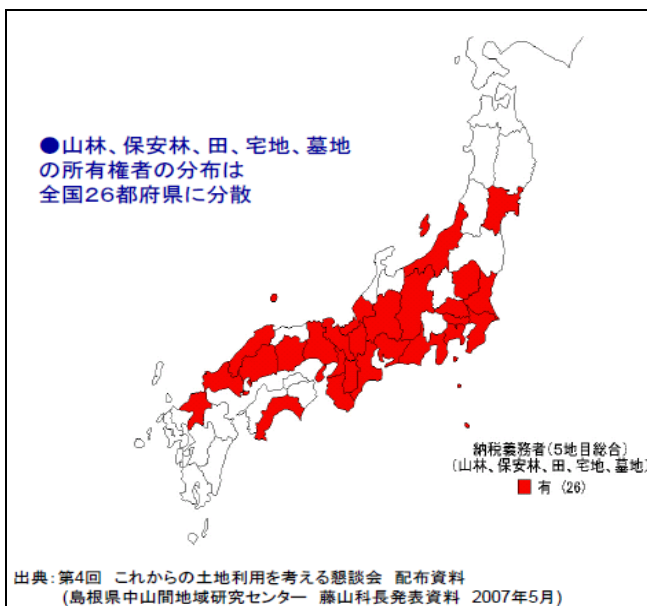 ●山林、保安林、田、宅地、墓地
の所有権者の分布は
全国26都府県に分散
納税義務者(5地目総合)
(山林、保安林、田、宅地、墓地)
有 (26)
出典:第4回 これからの土地利用を考える懇談会 配布資料
(島根県中山間地域研究センター 藤山科長発表資料 2007年5月)